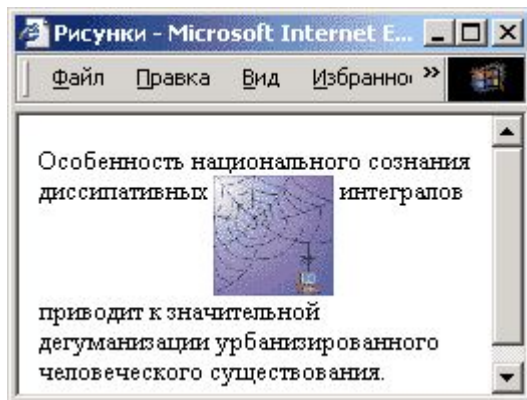 Рисунки - Microsoft Internet E...
Файл Правка Вид Избранно »
Особенность национального сознания
диссипативных интегралов
приводит к значительной
дегуманизации урбанизированного
человеческого существования.